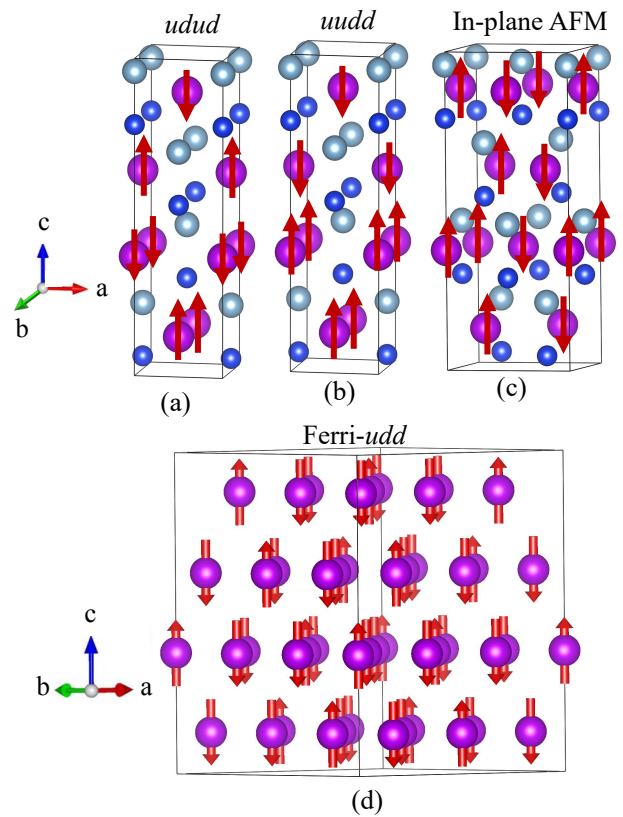 udud
uudd
In-plane AFM
c
a
b
(a)
(b)
(c)
Ferri-udd
c
b
a
(d)